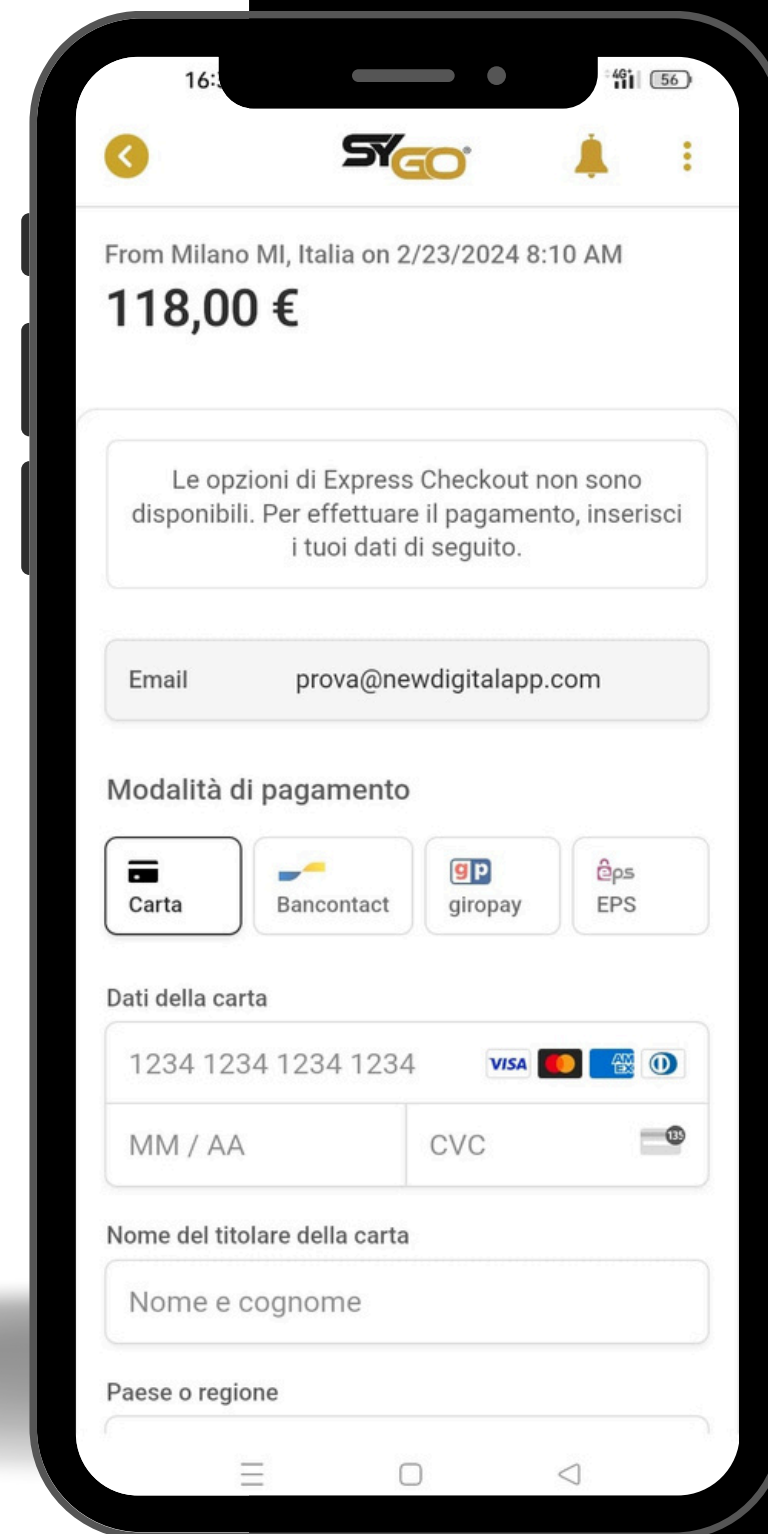 16:
4G+
56
SYGO®
From Milano MI, Italia on 2/23/2024 8:10 AM
118,00 €
Le opzioni di Express Checkout non sono
disponibili. Per effettuare il pagamento, inserisci
i tuoi dati di seguito.
Email prova@newdigitalapp.com
Modalità di pagamento
gp êps
Carta Bancontact giropay EPS
Dati della carta
1234 1234 1234 1234 VISA AM EX
MM / AA CVC 135
Nome del titolare della carta
Nome e cognome
Paese o regione